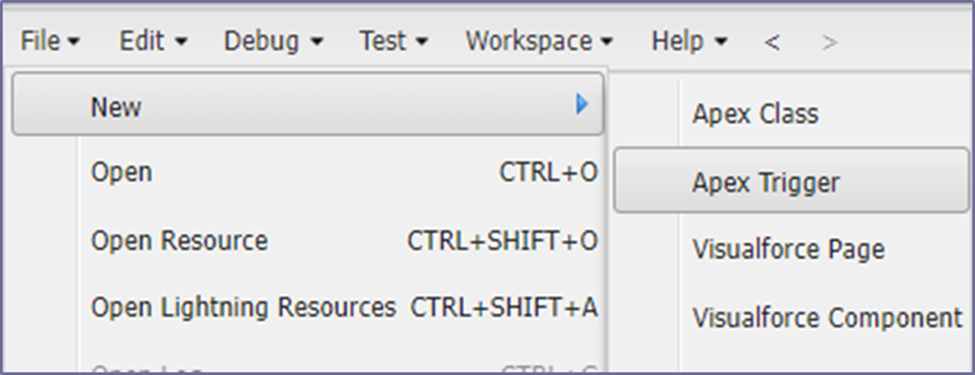 File Edit Debug Test Workspace Help < >
New
Apex Class
Open CTRL+O
Apex Trigger
Open Resource CTRL+SHIFT+O
Visualforce Page
Open Lightning Resources CTRL+SHIFT+A
Visualforce Component